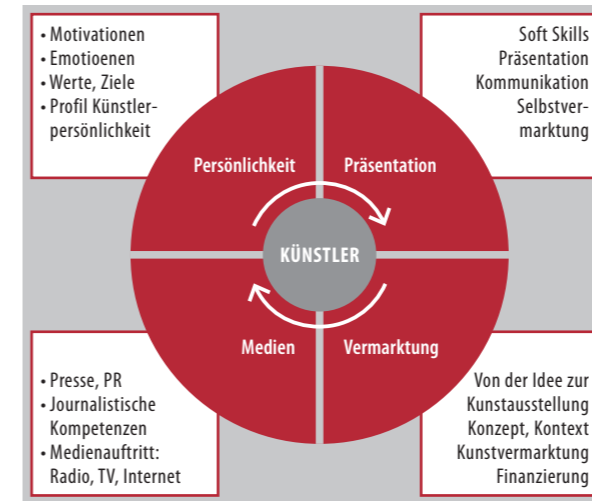 • Motivationen
• Emotioenen
• Werte, Ziele
• Profil Künstler-
persönlichkeit
Soft Skills
Präsentation
Kommunikation
Selbstver-
marktung
Persönlichkeit
Präsentation
KÜNSTLER
Medien
Vermarktung
• Presse, PR
• Journalistische
Kompetenzen
• Medienauftritt:
Radio, TV, Internet
Von der Idee zur
Kunstausstellung
Konzept, Kontext
Kunstvermarktung
Finanzierung